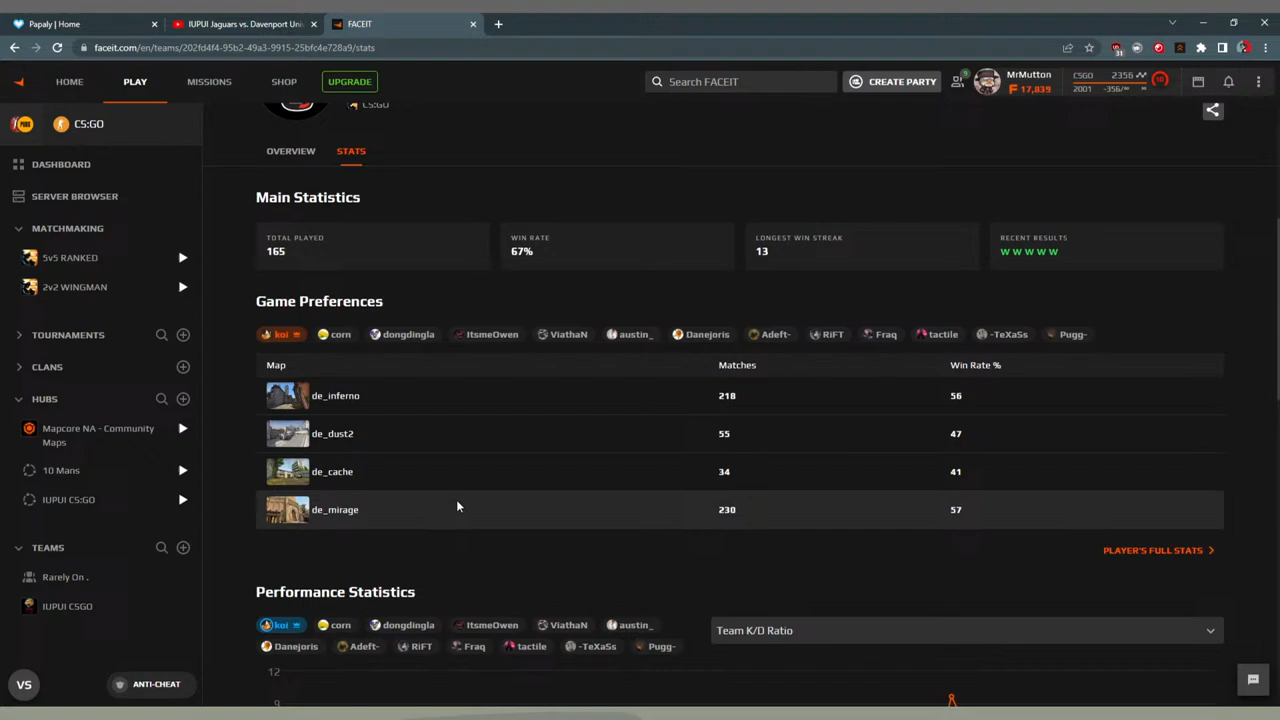 Papaly | Home
IUPUI Jaguars vs. Davenport Uni
FACEIT
faceit.com/en/teams/202fd4f4-95b2-49a3-9915-25bfc4e728a9/stats
31
HOME
PLAY
MISSIONS
SHOP
UPGRADE
Search FACEIT
CREATE PARTY
MrMutton
17,839
CSGO 2356
2001 -356/∞
10
CS:GO
CS:GO
OVERVIEW
STATS
DASHBOARD
SERVER BROWSER
MATCHMAKING
5v5 RANKED
2v2 WINGMAN
TOURNAMENTS
CLANS
HUBS
Mapcore NA - Community
Maps
10 Mans
IUPUI CS:GO
TEAMS
Rarely On .
IUPUI CSGO
VS
ANTI-CHEAT
Main Statistics
TOTAL PLAYED
165
WIN RATE
67%
LONGEST WIN STREAK
13
RECENT RESULTS
W W W W W
Game Preferences
koi corn dongdingla ItsmeOwen ViathaN austin_ Danejoris Adeft- RiFT Fraq tactile -TeXaSs Pugg-
Map Matches Win Rate %
de_inferno 218 56
de_dust2 55 47
de_cache 34 41
de_mirage 230 57
PLAYER'S FULL STATS
Performance Statistics
koi corn dongdingla ItsmeOwen ViathaN austin_
Danejoris Adeft- RiFT Fraq tactile -TeXaSs Pugg-
Team K/D Ratio
12
9